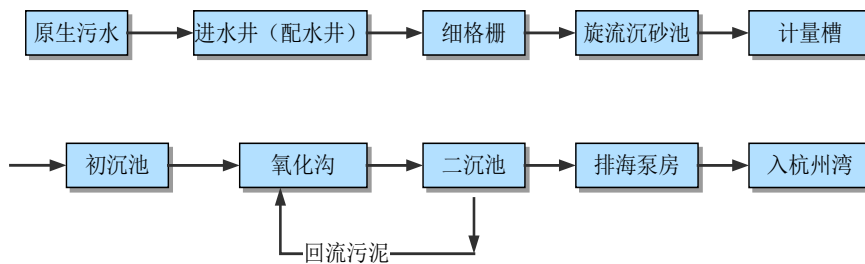 原生污水
进水井（配水井）
细格栅
旋流沉砂池
计量槽
初沉池
氧化沟
二沉池
排海泵房
入杭州湾
回流污泥